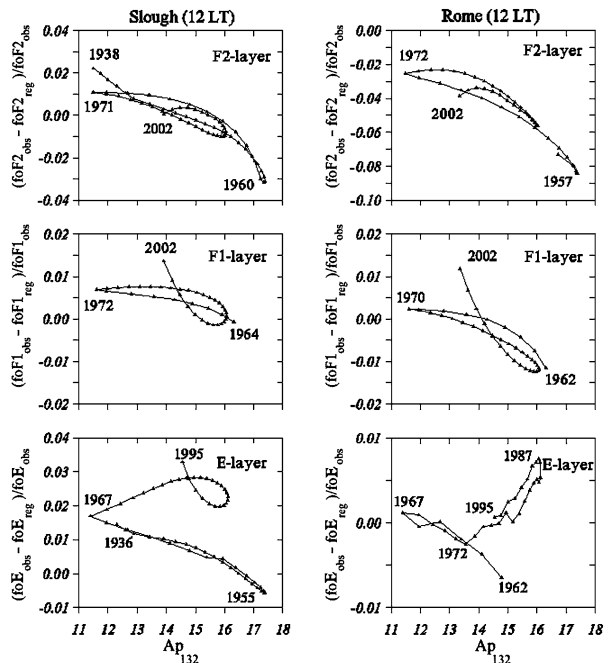 Slough (12 LT)
(foF2obs − foF2reg)/foF2obs
0.04
0.02
0.00
-0.02
-0.04
F2-layer
1938
1971
2002
1960
Rome (12 LT)
(foF2obs − foF2reg)/foF2obs
0.00
-0.02
-0.04
-0.06
-0.08
-0.10
F2-layer
1972
2002
1957
(foF1obs − foF1reg)/foF1obs
0.02
0.01
0.00
-0.01
-0.02
F1-layer
2002
1972
1964
(foF1obs − foF1reg)/foF1obs
0.02
0.01
0.00
-0.01
-0.02
F1-layer
2002
1970
1962
(foEobs − foEreg)/foEobs
0.04
0.03
0.02
0.01
0.00
-0.01
E-layer
1995
1967
1936
1955
11 12 13 14 15 16 17 18
Ap132
(foEobs − foEreg)/foEobs
0.01
0.00
-0.01
E-layer
1987
1967
1995
1972
1962
11 12 13 14 15 16 17 18
Ap132